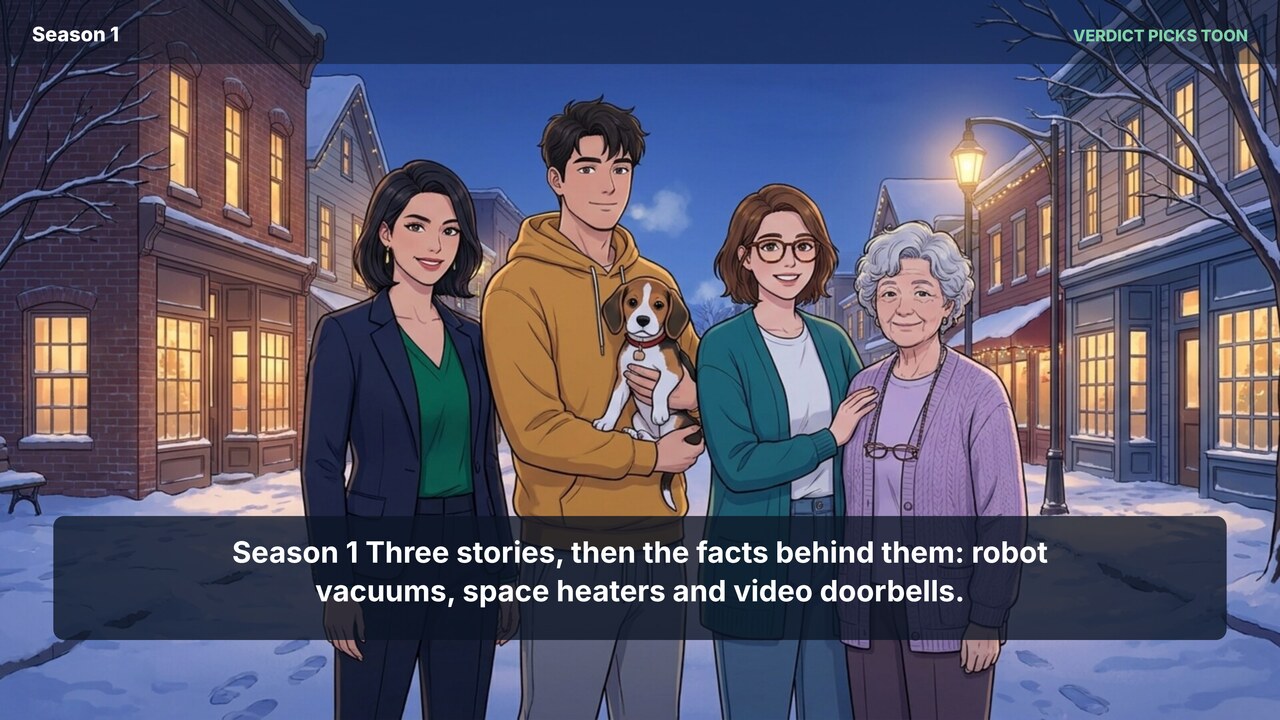 Season 1
VERDICT PICKS TOON
Season 1 Three stories, then the facts behind them: robot
vacuums, space heaters and video doorbells.